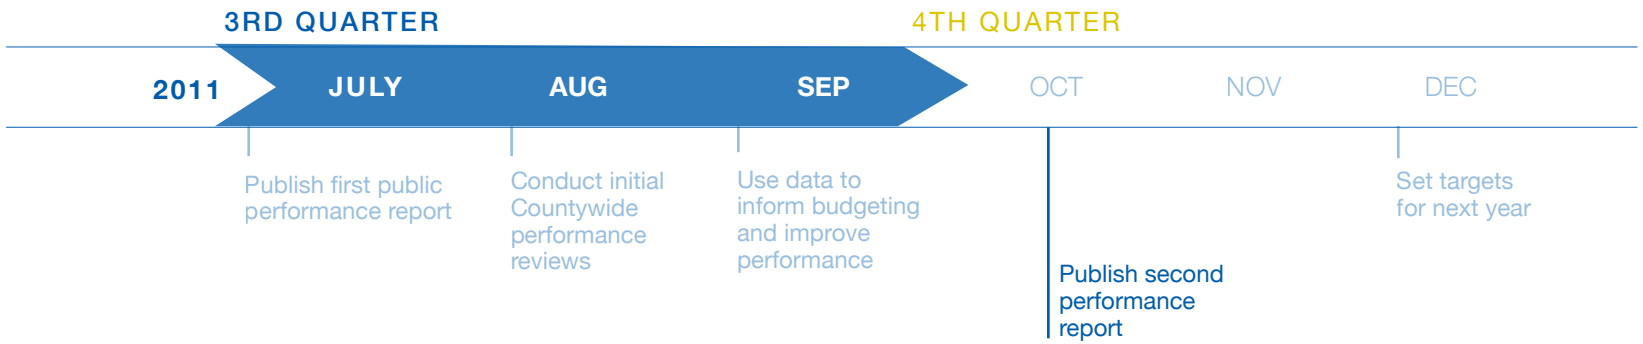 3RD QUARTER
4TH QUARTER
2011
JULY
AUG
SEP
OCT
NOV
DEC
Publish first public
performance report
Conduct initial
Countywide
performance
reviews
Use data to
inform budgeting
and improve
performance
Publish second
performance
report
Set targets
for next year